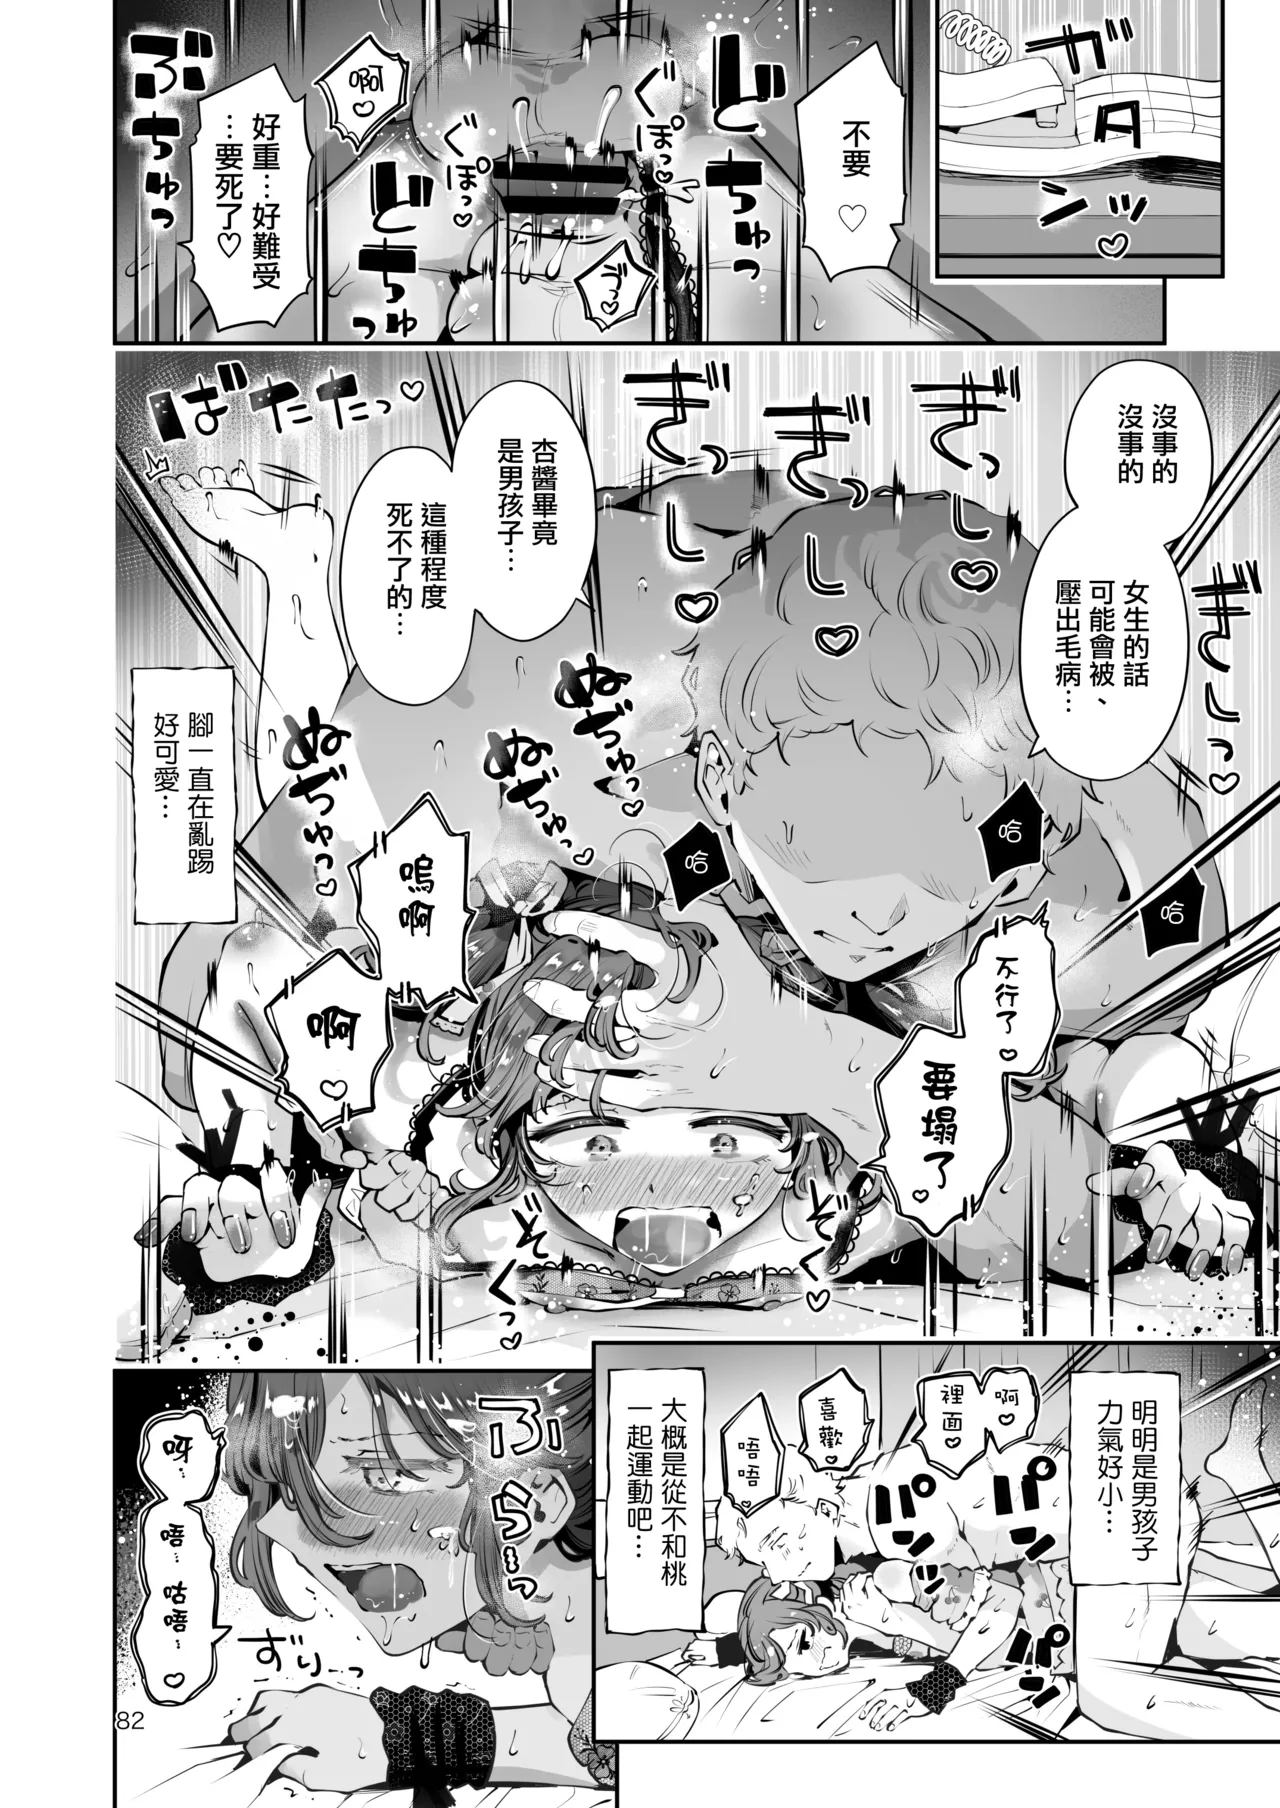 ガタンッ♡
不要♡
どちゅっ
ぐぽっ♡
ぐぽっ♡
どちゅっ
啊♡
好重…好難受
…要死了♡
ぶちゅっ
沒事的
沒事的
女生的話
可能會被、
壓出毛病…
ぎしっ♡
ぎしっ♡
ぎしっ♡
ぎしっ♡
杏醬畢竟
是男孩子…
這種程度
死不了的…
ばたたっ♡
腳一直在亂踢
好可愛…
ぬぢゅっ
ぬぢゅっ
ぬぢゅっ
哈
哈
哈
嗚啊
啊♡
不行了♡
要塌了♡
ぞくっ♡
ぞくっ♡
明明是男孩子
力氣好小…
啊♡
裡面♡
喜歡♡
唔唔♡
パンッ
パンッ
パンッ
大概是從不和桃
一起運動吧…
ふらーっ
呀…
唔…咕唔…♡
ずりーっ
82